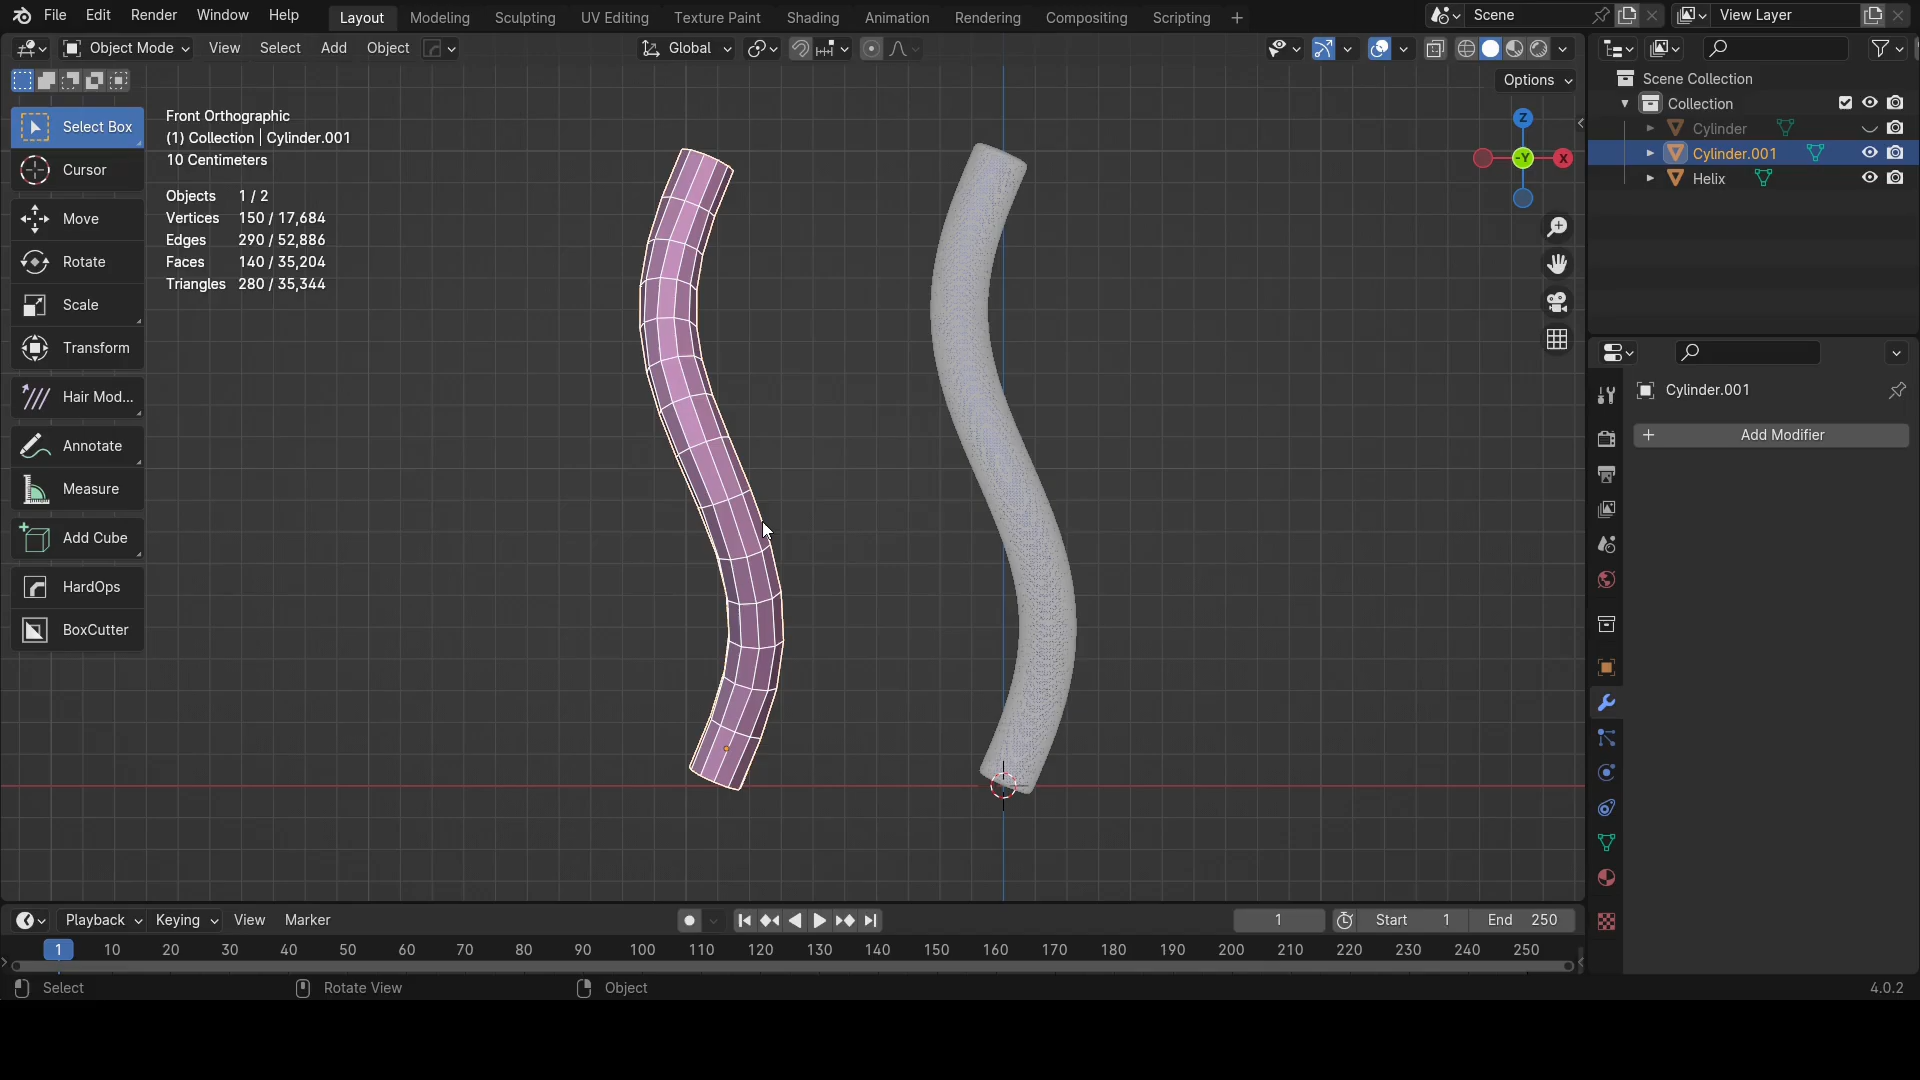 File Edit Render Window Help Layout Modeling Sculpting UV Editing Texture Paint Shading Animation Rendering Compositing Scripting + Scene View Layer
Object Mode View Select Add Object Global
Options
Select Box
Cursor
Move
Rotate
Scale
Transform
Hair Mod...
Annotate
Measure
Add Cube
HardOps
BoxCutter
Front Orthographic
(1) Collection | Cylinder.001
10 Centimeters
Objects 1 / 2
Vertices 150 / 17,684
Edges 290 / 52,886
Faces 140 / 35,204
Triangles 280 / 35,344
Z
-Y
X
Scene Collection
Collection
Cylinder
Cylinder.001
Helix
Cylinder.001
+ Add Modifier
Playback Keying View Marker 1 Start 1 End 250
1 10 20 30 40 50 60 70 80 90 100 110 120 130 140 150 160 170 180 190 200 210 220 230 240 250
Select Rotate View Object 4.0.2